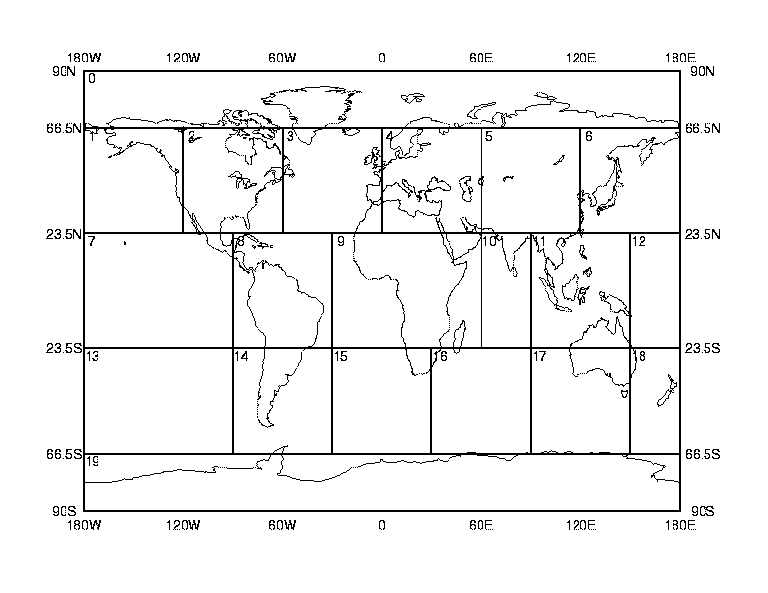 180W 120W 60W 0 60E 120E 180E
90N 0 90N
66.5N 1 2 3 4 5 6 66.5N
23.5N 7 8 9 10 11 12 23.5N
23.5S 13 14 15 16 17 18 23.5S
66.5S 19 66.5S
90S 90S
180W 120W 60W 0 60E 120E 180E